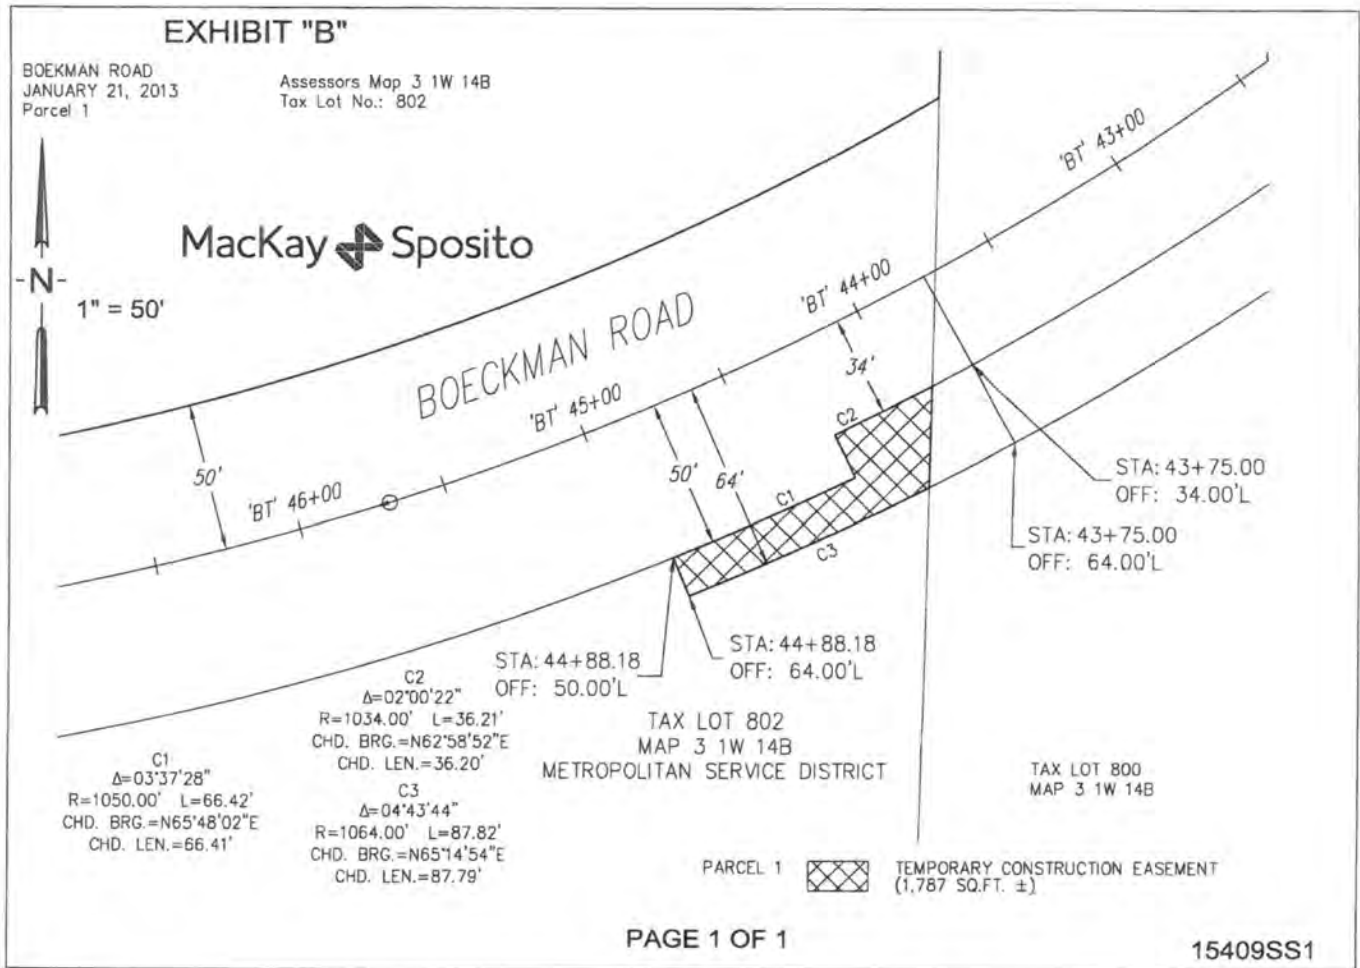 EXHIBIT "B"
BOEKMAN ROAD
JANUARY 21, 2013
Parcel 1
Assessors Map 3 1W 14B
Tax Lot No.: 802
MacKay Sposito
-N-
1" = 50'
BOECKMAN ROAD
'BT' 43+00
'BT' 44+00
'BT' 45+00
'BT' 46+00
34'
C2
50'
50'
64'
C1
C3
STA: 43+75.00
OFF: 34.00'L
STA: 43+75.00
OFF: 64.00'L
STA: 44+88.18
OFF: 64.00'L
STA: 44+88.18
OFF: 50.00'L
C2
Δ=02°00'22"
R=1034.00' L=36.21'
CHD. BRG.=N62°58'52"E
CHD. LEN.=36.20'
C1
Δ=03°37'28"
R=1050.00' L=66.42'
CHD. BRG.=N65°48'02"E
CHD. LEN.=66.41'
C3
Δ=04°43'44"
R=1064.00' L=87.82'
CHD. BRG.=N65°14'54"E
CHD. LEN.=87.79'
TAX LOT 802
MAP 3 1W 14B
METROPOLITAN SERVICE DISTRICT
TAX LOT 800
MAP 3 1W 14B
PARCEL 1
TEMPORARY CONSTRUCTION EASEMENT
(1,787 SQ.FT. ±)
PAGE 1 OF 1
15409SS1